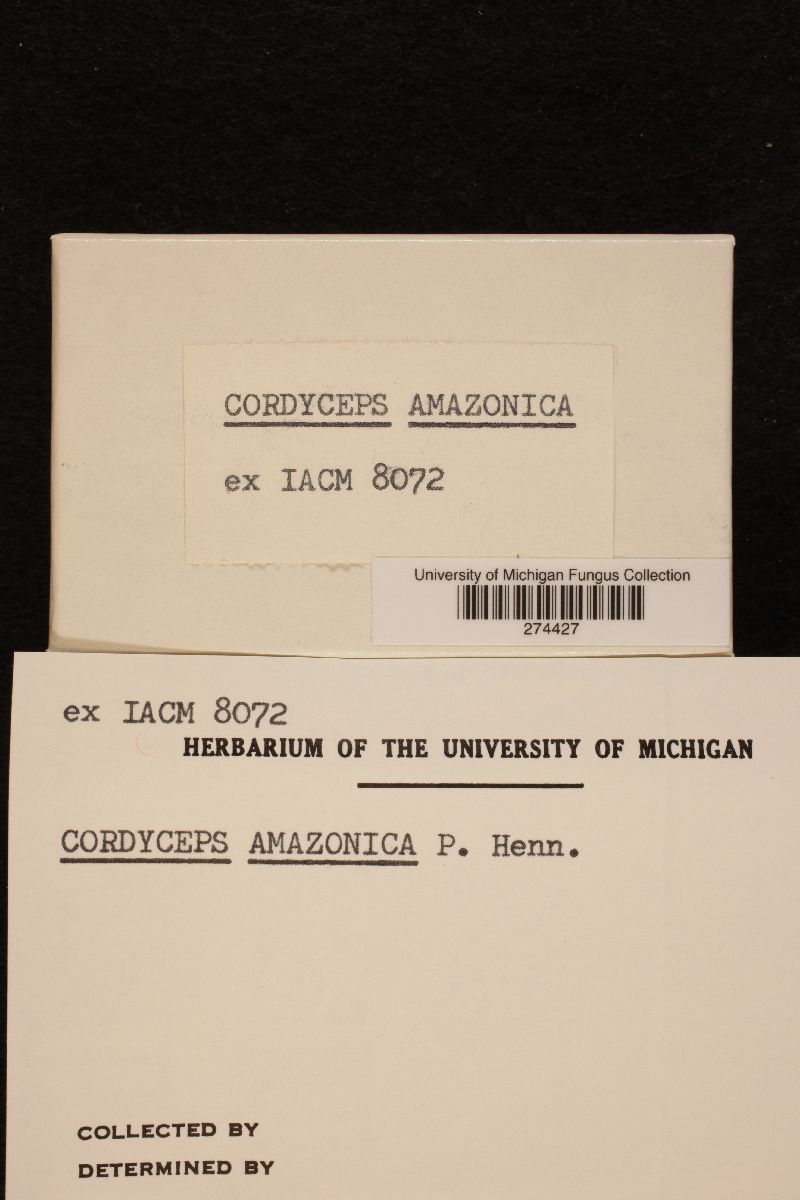 CORDYCEPS AMAZONICA
ex IACM 8072
University of Michigan Fungus Collection
274427
ex IACM 8072
HERBARIUM OF THE UNIVERSITY OF MICHIGAN
CORDYCEPS AMAZONICA P. Henn.
COLLECTED BY
DETERMINED BY